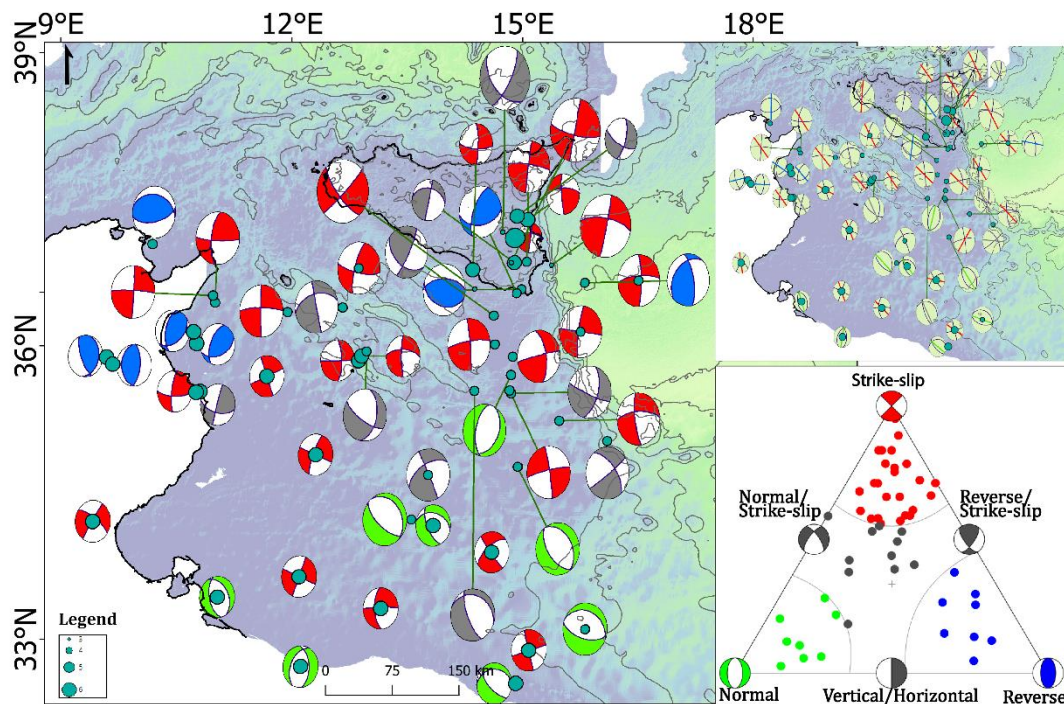 9°E 12°E 15°E 18°E
39°N
36°N
33°N
Legend
3
4
5
6
0 75 150 km
Strike-slip
Normal/
Strike-slip
Reverse/
Strike-slip
Normal
Vertical/Horizontal
Reverse